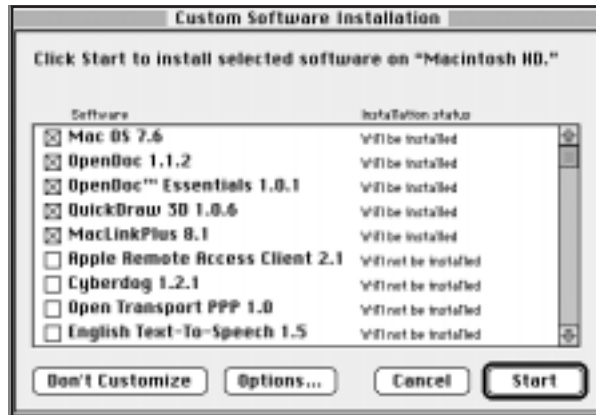 Custom Software Installation
Click Start to install selected software on “Macintosh HD.”
Software Installation status
Mac OS 7.6 Will be installed
OpenDoc 1.1.2 Will be installed
OpenDoc™ Essentials 1.0.1 Will be installed
QuickDraw 3D 1.0.6 Will be installed
MacLinkPlus 8.1 Will be installed
Apple Remote Access Client 2.1 Will not be installed
Cyberdog 1.2.1 Will not be installed
Open Transport PPP 1.0 Will not be installed
English Text-To-Speech 1.5 Will not be installed
Don't Customize Options... Cancel Start